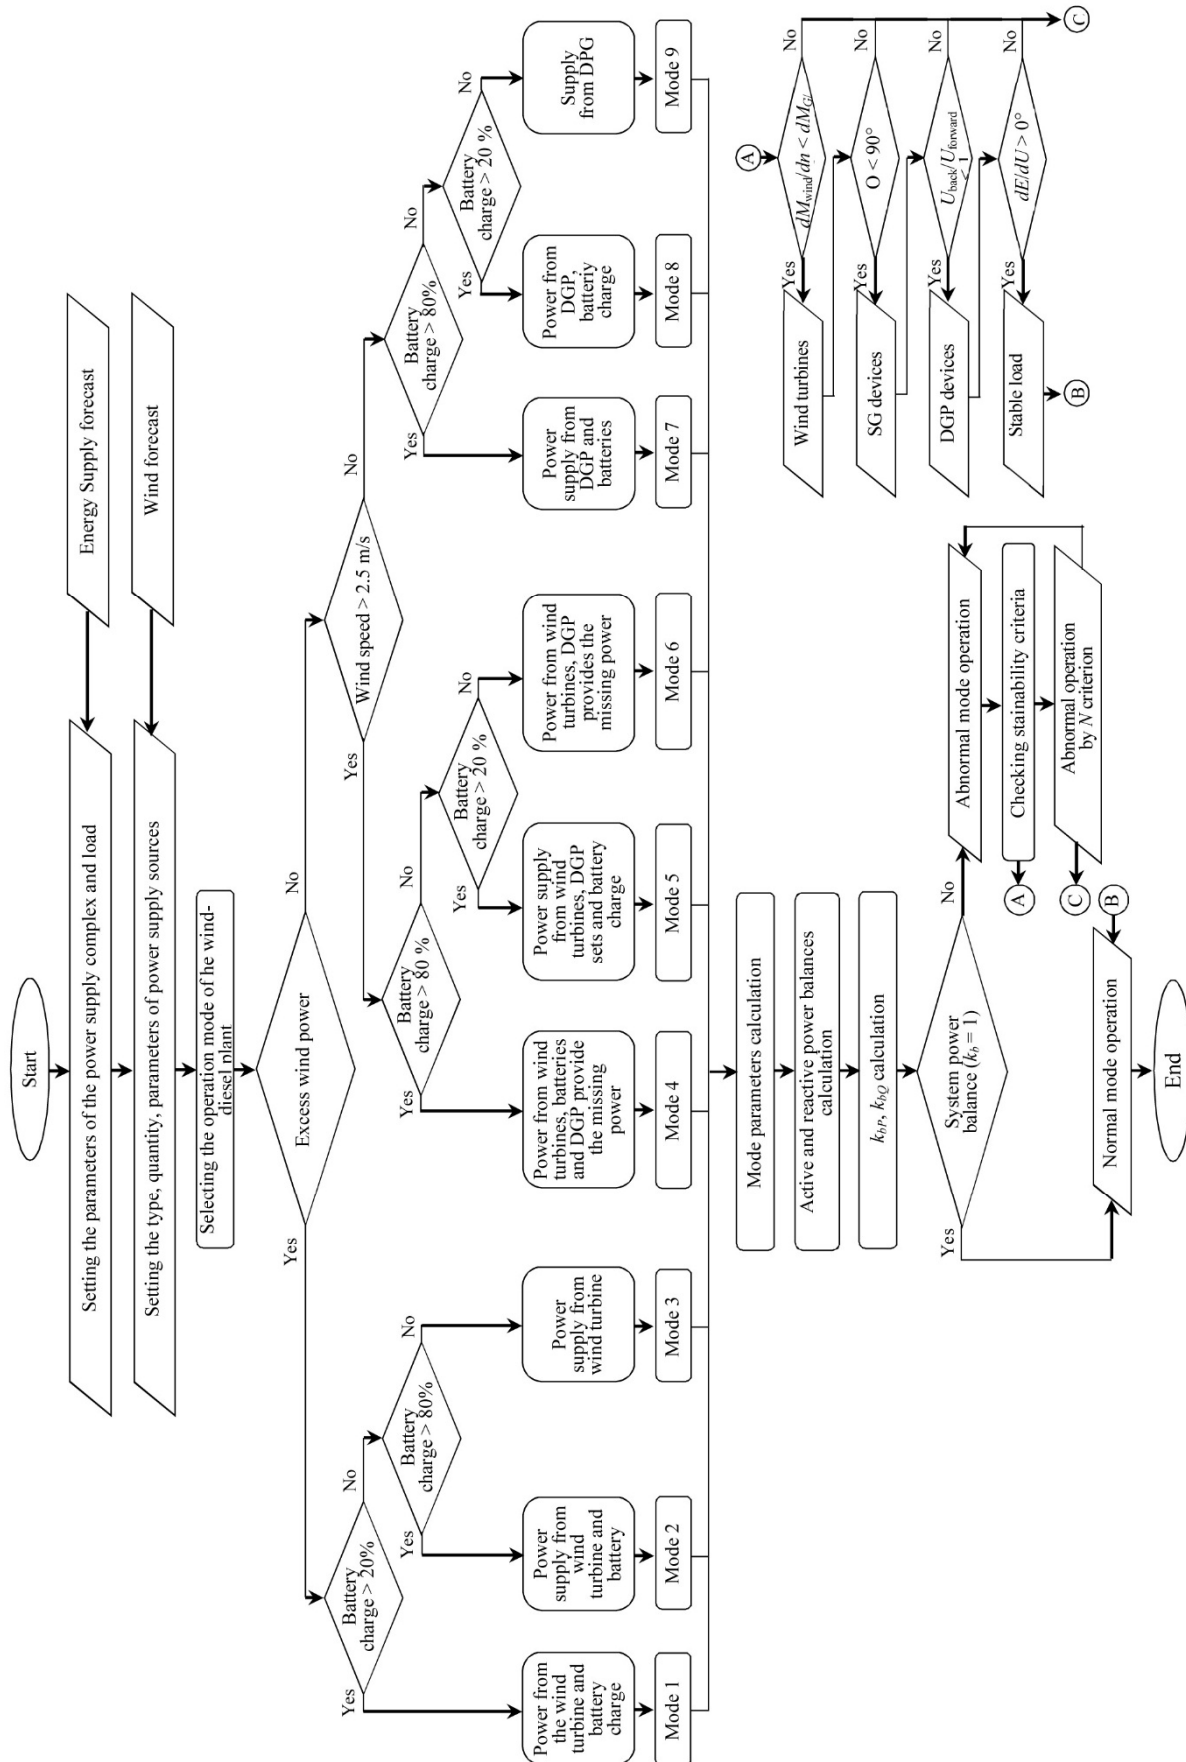 Start
Energy Supply forecast
Setting the parameters of the power supply complex and load
Wind forecast
Setting the type, quantity, parameters of power supply sources
Selecting the operation mode of he wind-
diesel plant
Excess wind power
Yes
No
Battery
charge > 20%
Yes
No
Battery
charge > 80%
Yes
No
Wind speed > 2.5 m/s
Yes
No
Battery
charge > 80 %
Yes
No
Battery
charge > 20 %
Yes
No
Battery
charge > 80%
Yes
No
Battery
charge > 20 %
Yes
No
Power from
the wind
turbine and
battery
charge
Power
supply from
wind
turbine and
battery
Power
supply from
wind turbine
Power from wind
turbines, batteries
and DGP provide
the missing
power
Power supply
from wind
turbines, DGP
sets and battery
charge
Power from wind
turbines, DGP
provides the
missing power
Power
supply from
DGP and
batteries
Power from
DGP,
battery
charge
Supply
from DPG
Mode 1
Mode 2
Mode 3
Mode 4
Mode 5
Mode 6
Mode 7
Mode 8
Mode 9
Mode parameters calculation
Active and reactive power balances
calculation
k_bP, k_bQ calculation
System power
balance (k_b = 1)
Yes
No
Normal mode operation
B
End
Abnormal mode operation
Checking stainability criteria
A
Abnormal operation
by N criterion
C
A
dM_wind/dn < dM_G/
Yes
No
Wind turbines
O < 90°
Yes
No
SG devices
U_back/U_forward
< 1
Yes
No
DGP devices
dE/dU > 0°
Yes
No
Stable load
B
C